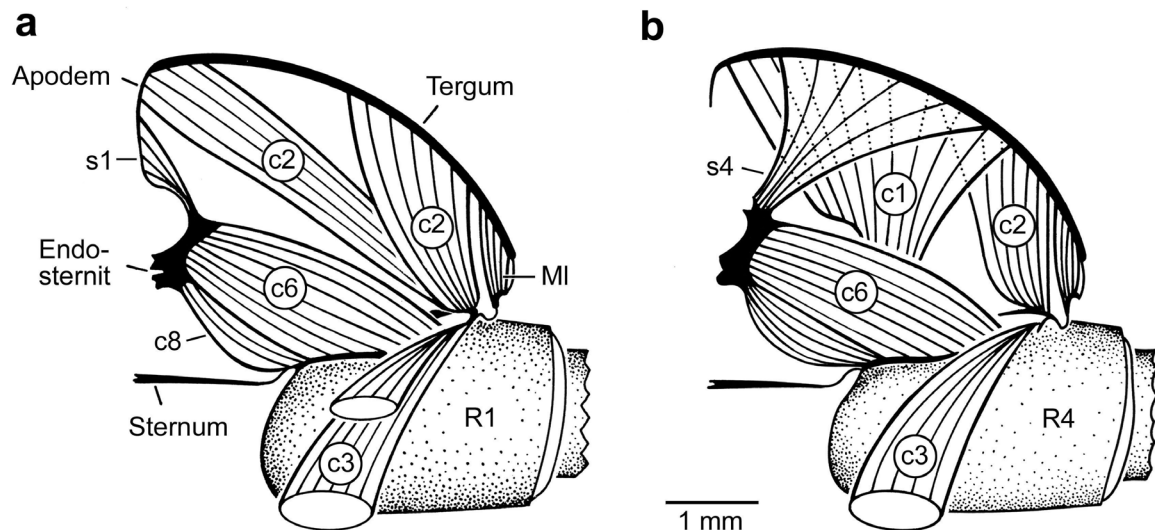 a
Apodem
Tergum
s1
c2
c2
Endo-
sternit
c6
MI
c8
Sternum
R1
c3
b
s4
c1
c2
c6
R4
c3
1 mm